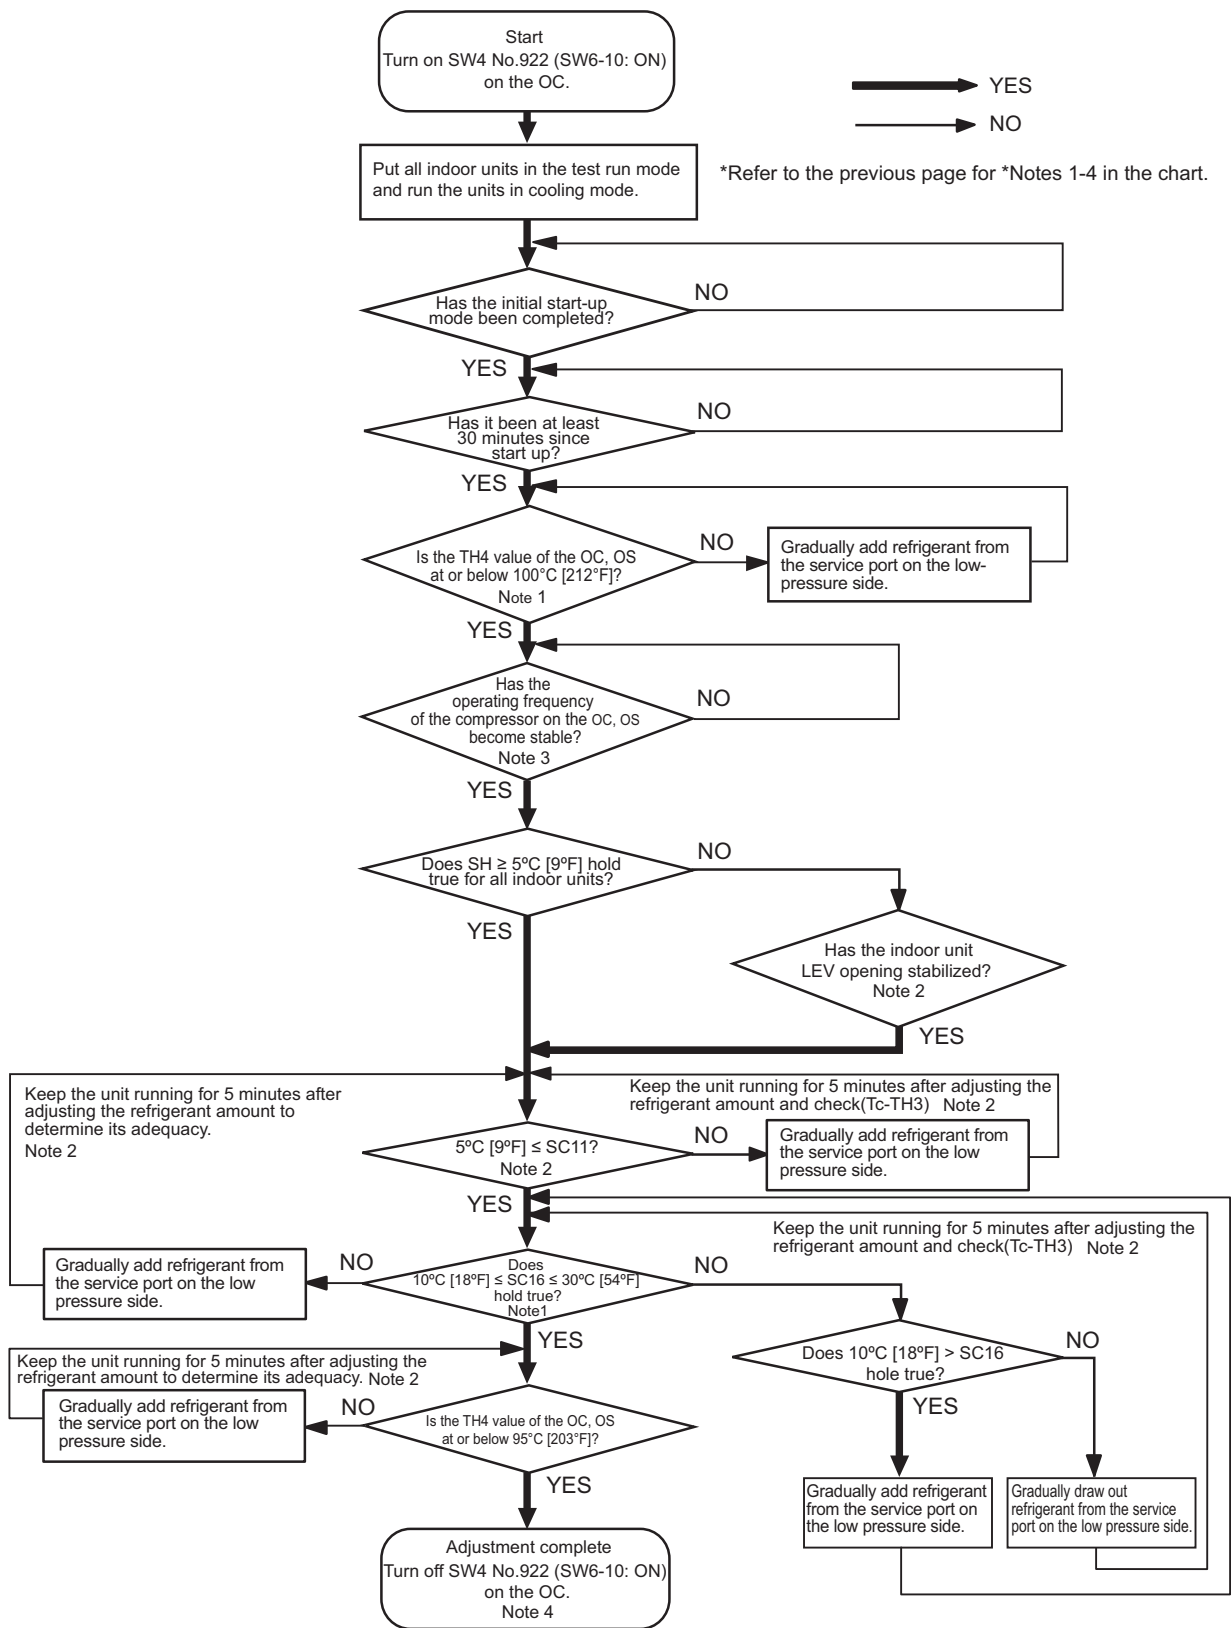 Start
Turn on SW4 No.922 (SW6-10: ON)
on the OC.
YES
NO
*Refer to the previous page for *Notes 1-4 in the chart.
Put all indoor units in the test run mode
and run the units in cooling mode.
Has the initial start-up
mode been completed?
NO
YES
Has it been at least
30 minutes since
start up?
NO
YES
Is the TH4 value of the OC, OS
at or below 100°C [212°F]?
Note 1
NO
Gradually add refrigerant from
the service port on the low-
pressure side.
YES
Has the
operating frequency
of the compressor on the OC, OS
become stable?
Note 3
NO
YES
Does SH ≥ 5ºC [9ºF] hold
true for all indoor units?
NO
YES
Has the indoor unit
LEV opening stabilized?
Note 2
YES
Keep the unit running for 5 minutes after
adjusting the refrigerant amount to
determine its adequacy.
Note 2
Keep the unit running for 5 minutes after adjusting the
refrigerant amount and check(Tc-TH3) Note 2
5ºC [9ºF] ≤ SC11?
Note 2
NO
Gradually add refrigerant from
the service port on the low
pressure side.
YES
Keep the unit running for 5 minutes after adjusting the
refrigerant amount and check(Tc-TH3) Note 2
Gradually add refrigerant from
the service port on the low
pressure side.
NO
Does
10ºC [18ºF] ≤ SC16 ≤ 30ºC [54ºF]
hold true?
Note1
NO
YES
Does 10ºC [18ºF] > SC16
hole true?
NO
YES
Keep the unit running for 5 minutes after adjusting the
refrigerant amount to determine its adequacy. Note 2
Gradually add refrigerant from
the service port on the low
pressure side.
NO
Is the TH4 value of the OC, OS
at or below 95°C [203°F]?
YES
Gradually add refrigerant
from the service port on
the low pressure side.
Gradually draw out
refrigerant from the service
port on the low pressure side.
Adjustment complete
Turn off SW4 No.922 (SW6-10: ON)
on the OC.
Note 4